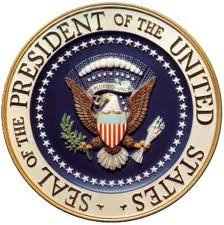 SEAL OF THE PRESIDENT OF THE UNITED STATES